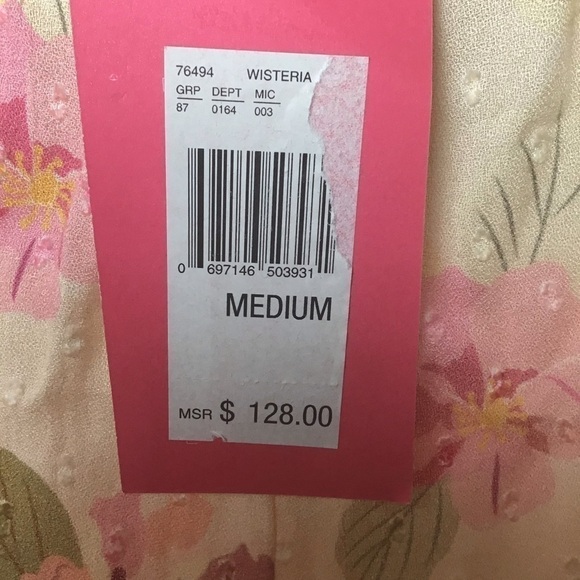 76494 WISTERIA
GRP DEPT MIC
87 0164 003
0 697146 503931
MEDIUM
MSR $ 128.00